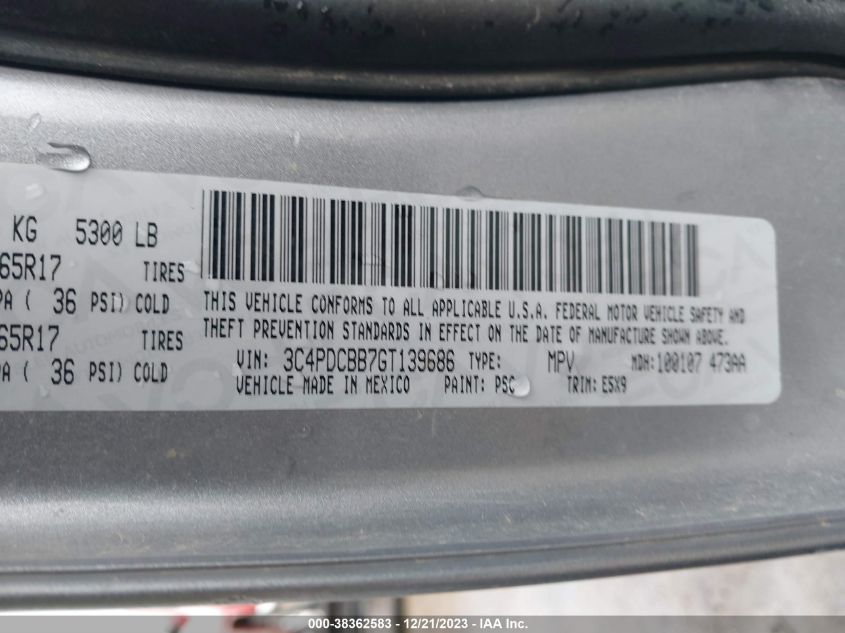 KG 5300 LB
65R17 TIRES
PA ( 36 PSI) COLD
65R17 TIRES
PA ( 36 PSI) COLD
THIS VEHICLE CONFORMS TO ALL APPLICABLE U.S.A. FEDERAL MOTOR VEHICLE SAFETY AND
THEFT PREVENTION STANDARDS IN EFFECT ON THE DATE OF MANUFACTURE SHOWN ABOVE.
VIN: 3C4PDCBB7GT139686 TYPE: MPV MDH: 100107 473AA
VEHICLE MADE IN MEXICO PAINT: PSC TRIM: E5X9
000-38362583 - 12/21/2023 - IAA Inc.